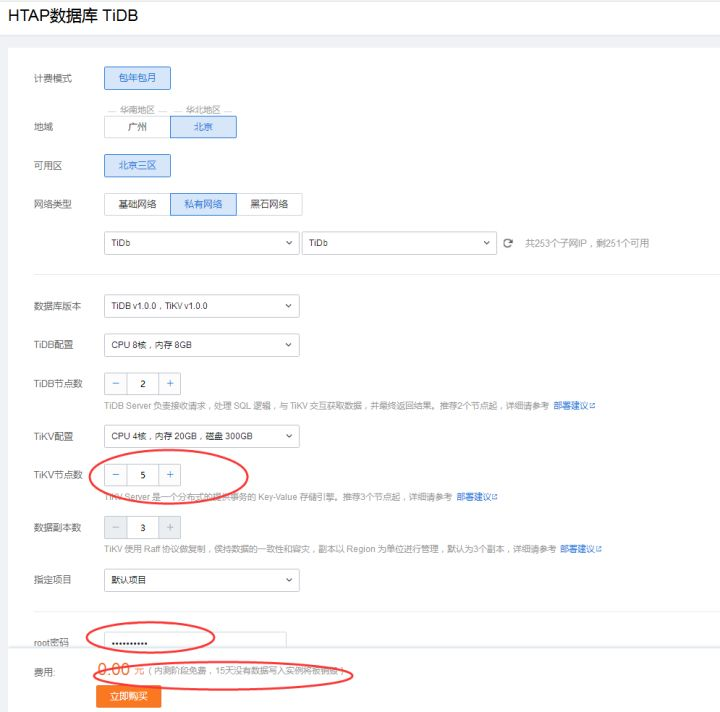 HTAP数据库 TiDB
计费模式 包年包月
— 华南地区 — — 华北地区 —
地域 广州 北京
可用区 北京三区
网络类型 基础网络 私有网络 黑石网络
TiDb TiDb 共253个子网IP，剩251个可用
数据库版本 TiDB v1.0.0，TiKV v1.0.0
TiDB配置 CPU 8核，内存 8GB
TiDB节点数 − 2 +
TiDB Server 负责接收请求，处理 SQL 逻辑，与 TiKV 交互获取数据，并最终返回结果。推荐2个节点起，详细请参考 部署建议
TiKV配置 CPU 4核，内存 20GB，磁盘 300GB
TiKV节点数 − 5 +
TiKV Server 是一个分布式的提供事务的 Key-Value 存储引擎。推荐3个节点起，详细请参考 部署建议
数据副本数 − 3 +
TiKV 使用 Raff 协议做复制，保持数据的一致性和容灾，副本以 Region 为单位进行管理，默认为3个副本，详细请参考 部署建议
指定项目 默认项目
root密码 ••••••••••
费用: 0.00 元（内测阶段免费，15天没有数据写入实例将被销毁）
立即购买